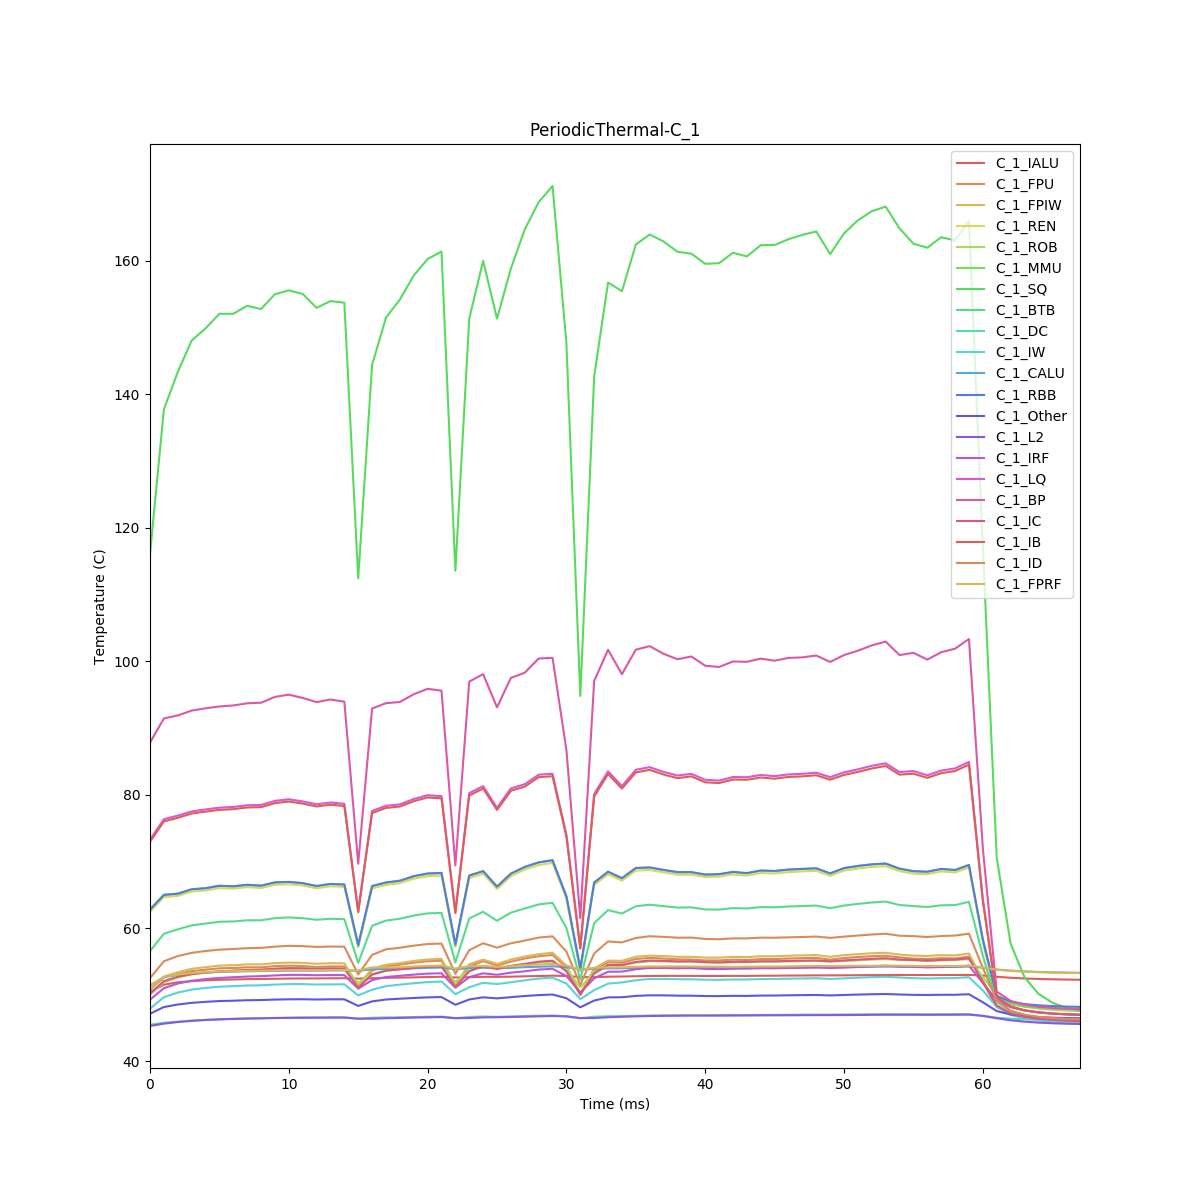 PeriodicThermal-C_1
C_1_IALU
C_1_FPU
C_1_FPIW
C_1_REN
C_1_ROB
C_1_MMU
C_1_SQ
C_1_BTB
C_1_DC
C_1_IW
C_1_CALU
C_1_RBB
C_1_Other
C_1_L2
C_1_IRF
C_1_LQ
C_1_BP
C_1_IC
C_1_IB
C_1_ID
C_1_FPRF
160
140
120
100
80
60
40
Temperature (C)
0 10 20 30 40 50 60
Time (ms)